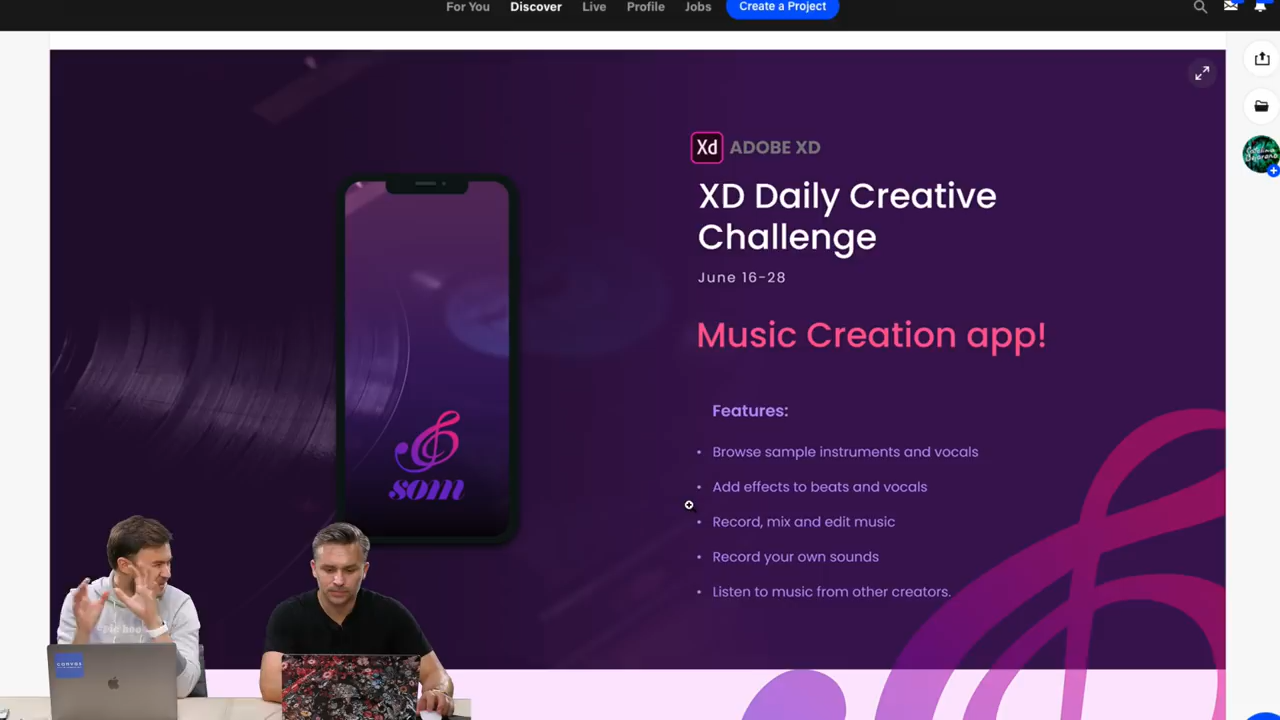 For You Discover Live Profile Jobs Create a Project
Xd ADOBE XD
XD Daily Creative
Challenge
June 16-28
Music Creation app!
Features:
• Browse sample instruments and vocals
• Add effects to beats and vocals
• Record, mix and edit music
• Record your own sounds
• Listen to music from other creators.
som
canvas